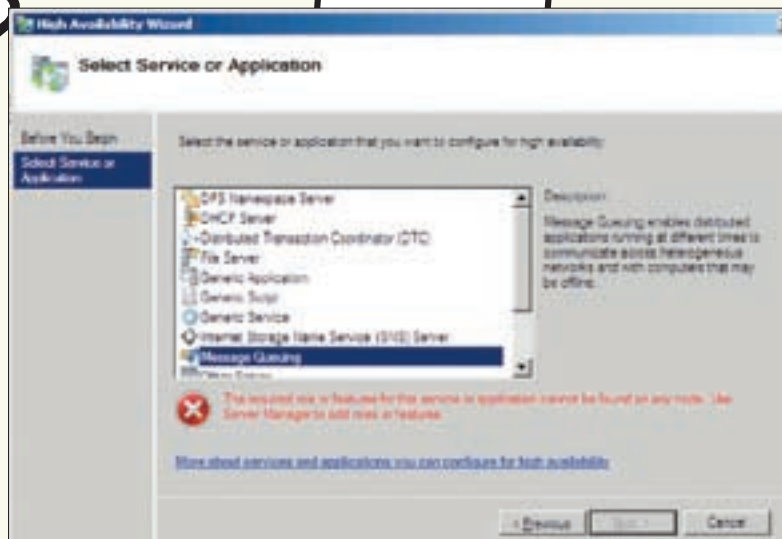 High Availability Wizard
Select Service or Application
Before You Begin
Select Service or
Application
Select the service or application that you want to configure for high availability:
DFS Namespace Server
DHCP Server
Distributed Transaction Coordinator (DTC)
File Server
Generic Application
Generic Script
Generic Service
Internet Storage Name Service (iSNS) Server
Message Queuing
Other Server
Description:
Message Queuing enables distributed
applications running at different times to
communicate across heterogeneous
networks and with computers that may
be offline.
The required role or features for this service or application cannot be found on any node. Use
Server Manager to add roles or features.
More about services and applications you can configure for high availability
< Previous
Next >
Cancel